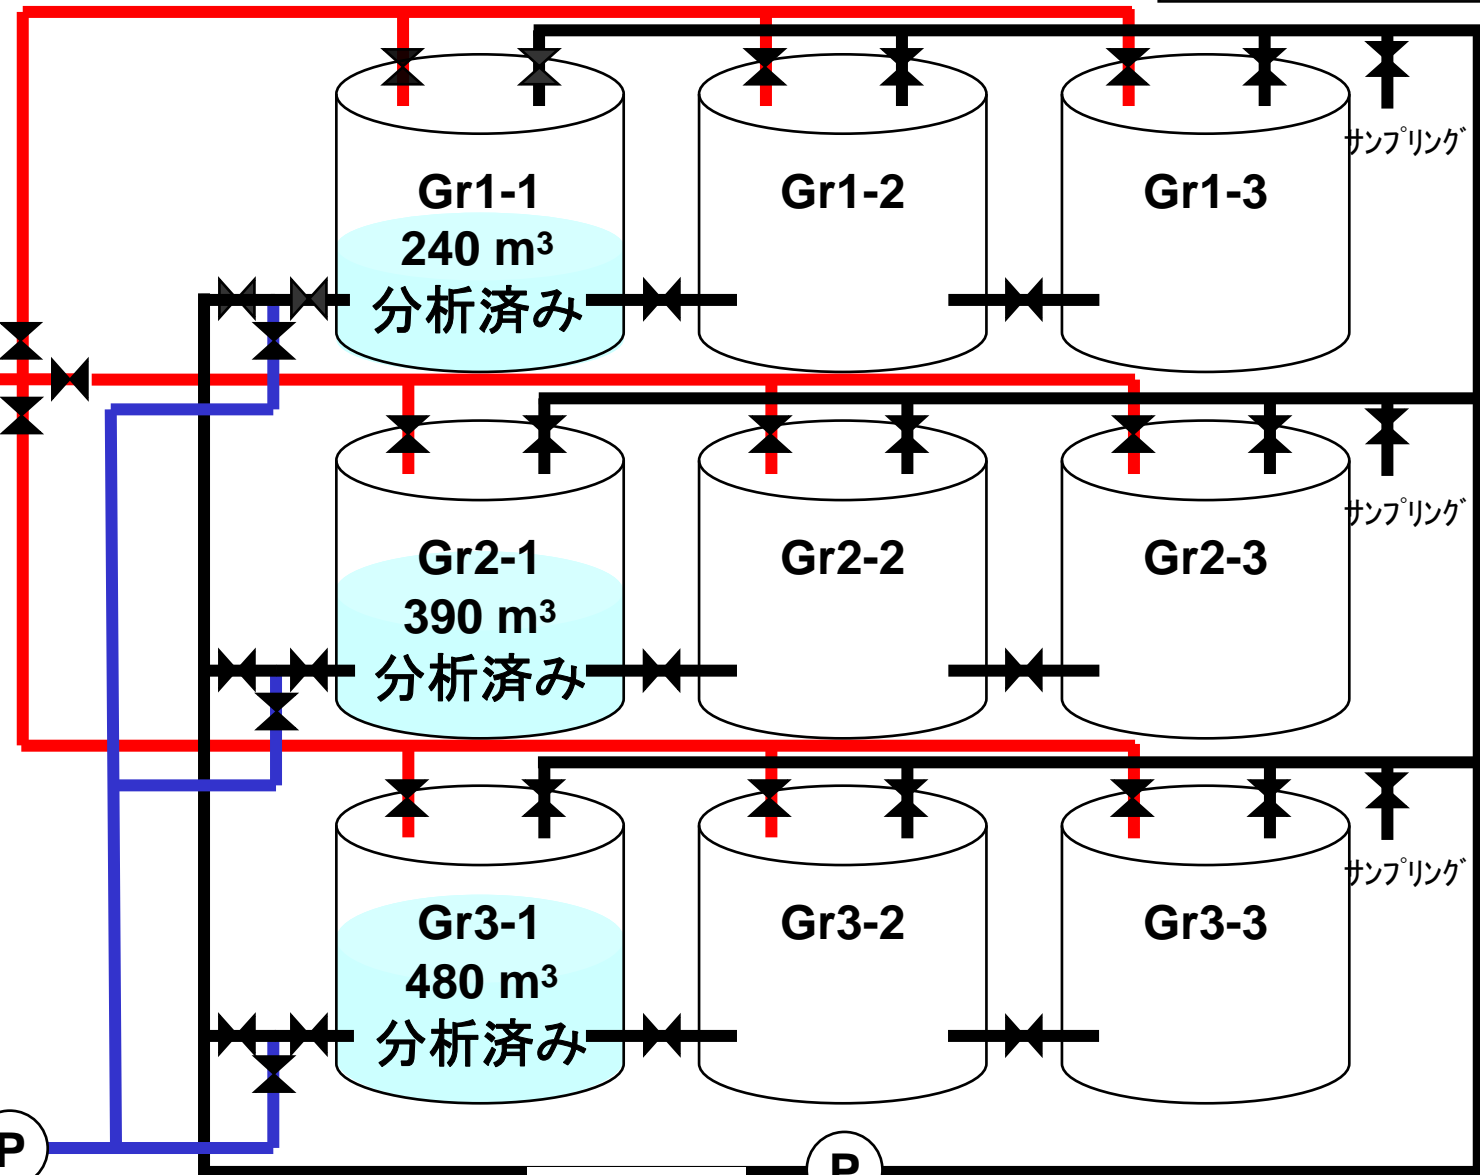 サンプリング
Gr1-1
240 m³
分析済み
Gr1-2
Gr1-3
サンプリング
Gr2-1
390 m³
分析済み
Gr2-2
Gr2-3
サンプリング
Gr3-1
480 m³
分析済み
Gr3-2
Gr3-3
P
P